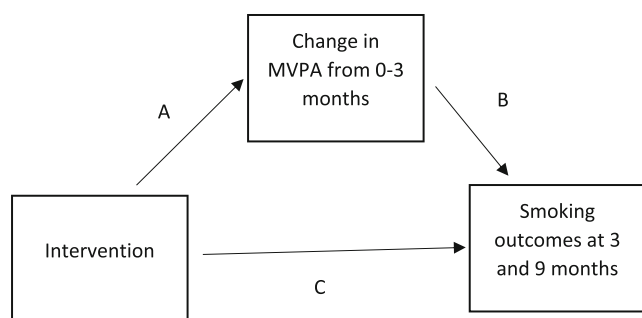 Change in
MVPA from 0-3
months
A
B
Intervention
Smoking
outcomes at 3
and 9 months
C